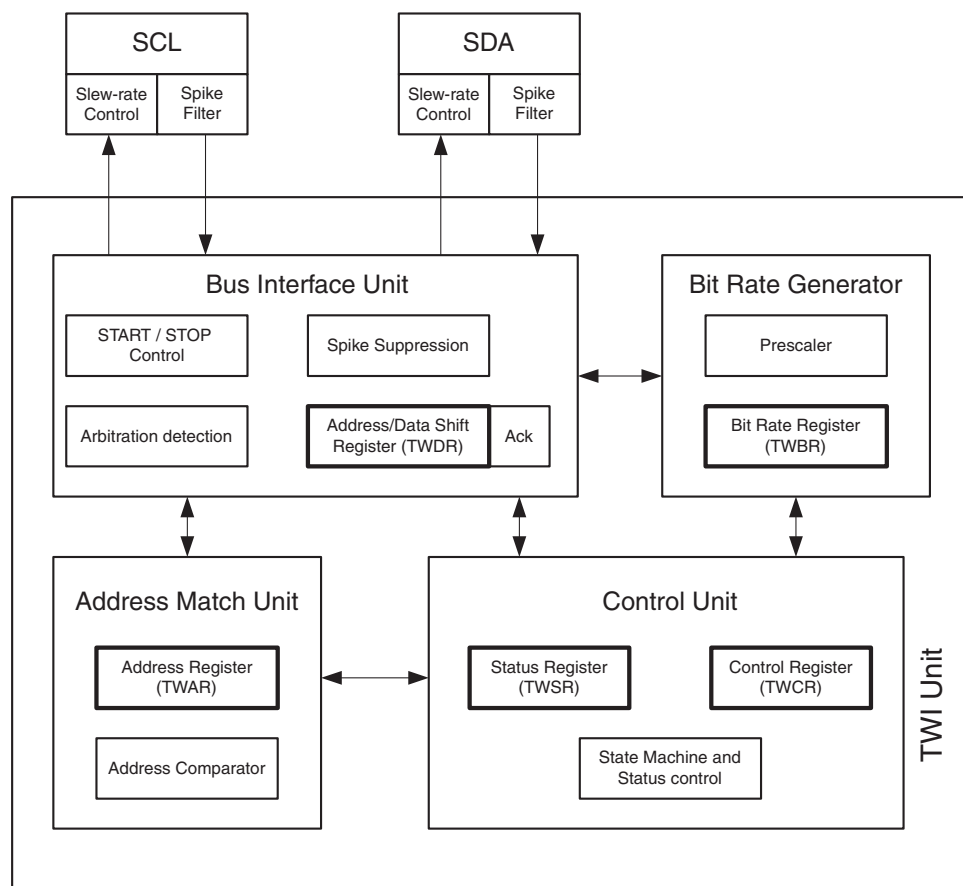 SCL
Slew-rate
Control
Spike
Filter
SDA
Slew-rate
Control
Spike
Filter
Bus Interface Unit
START / STOP
Control
Spike Suppression
Arbitration detection
Address/Data Shift
Register (TWDR)
Ack
Bit Rate Generator
Prescaler
Bit Rate Register
(TWBR)
Address Match Unit
Address Register
(TWAR)
Address Comparator
Control Unit
Status Register
(TWSR)
Control Register
(TWCR)
State Machine and
Status control
TWI Unit